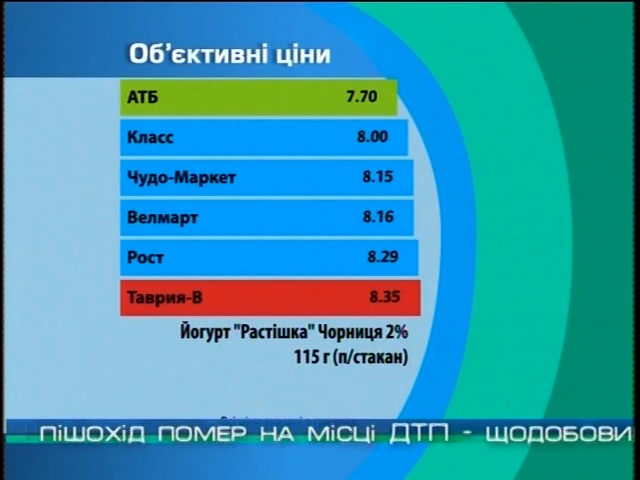 Об'єктивні ціни
АТБ 7.70
Класс 8.00
Чудо-Маркет 8.15
Велмарт 8.16
Рост 8.29
Таврия-В 8.35
Йогурт "Растішка" Чорниця 2%
115 г (п/стакан)
ПІШОХІД ПОМЕР НА МІСЦІ ДТП - ЩОДОБОВИ